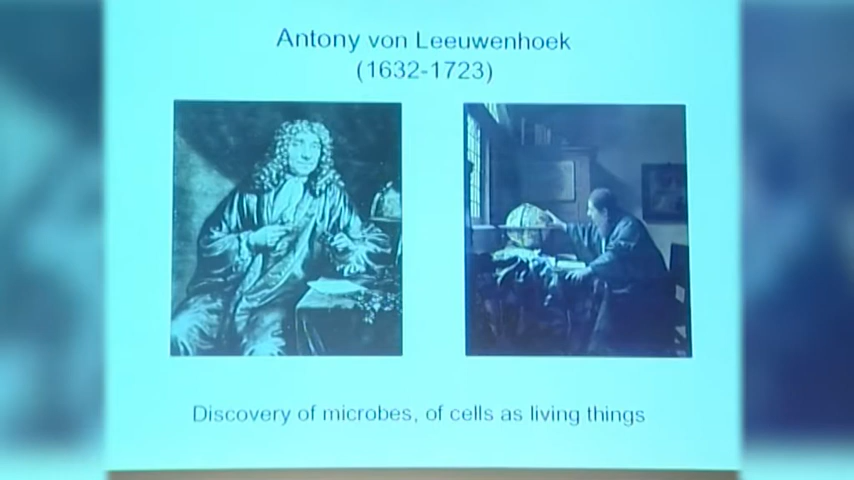 Antony von Leeuwenhoek
(1632-1723)
Discovery of microbes, of cells as living things